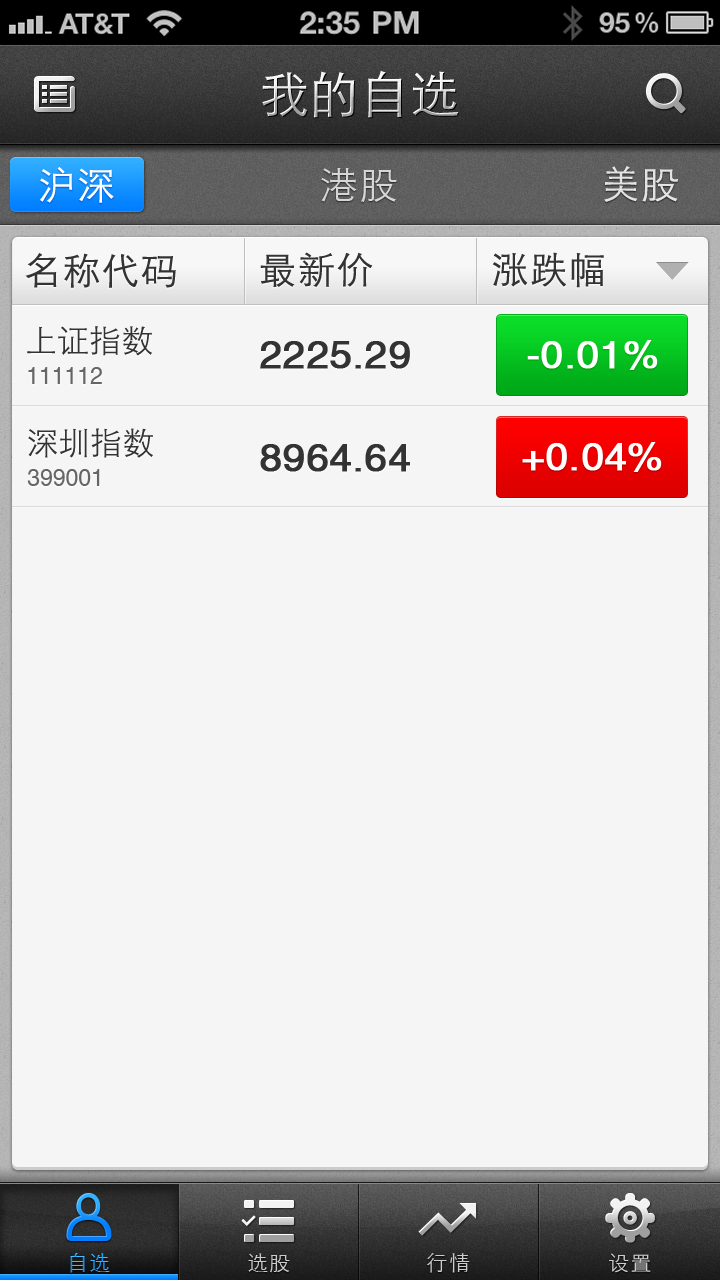 AT&T 2:35 PM 95%
我的自选
沪深 港股 美股
名称代码 最新价 涨跌幅
上证指数 2225.29 -0.01%
111112
深圳指数 8964.64 +0.04%
399001
自选 选股 行情 设置